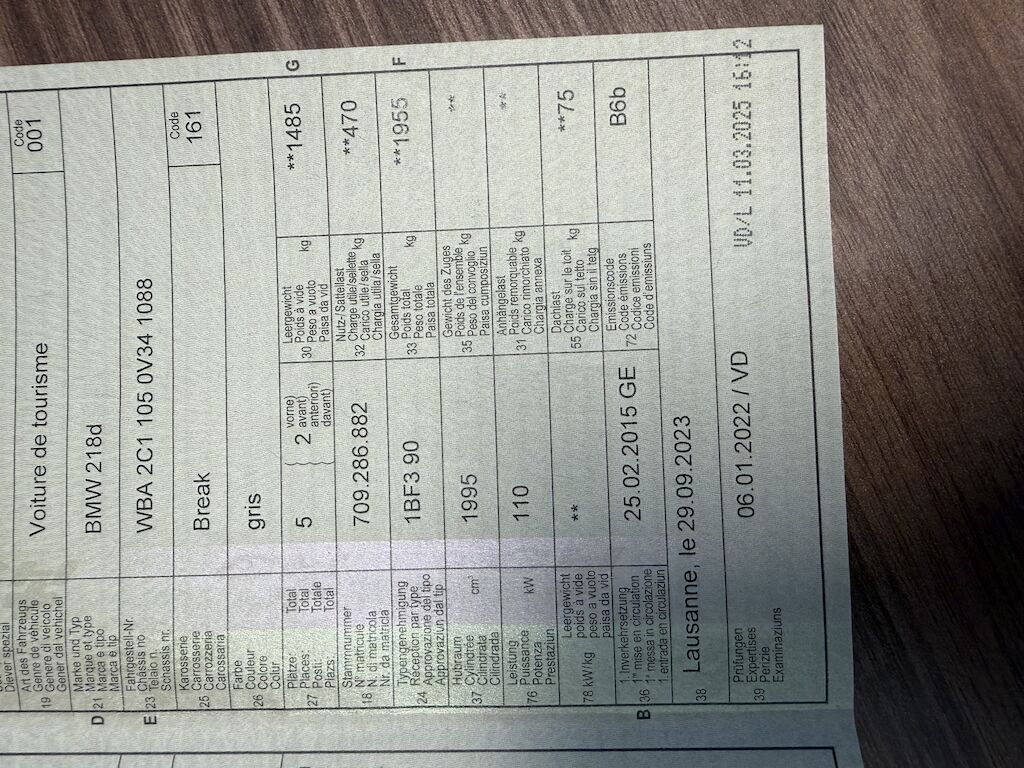 Dever spezial
Art des Fahrzeugs
Genre de véhicule
19 Genere di veicolo
Gener dal vehichel
Voiture de tourisme
Code
001
Marke und Typ
D 21 Marque et type
Marca e tipo
Marca e tip
BMW 218d
Fahrgestell-Nr.
E 23 Châssis no
Telaio n.
Schassis nr.
WBA 2C1 105 0V34 1088
Karosserie
Carrosserie
25 Carrozzeria
Carossaria
Break
Code
161
Farbe
Couleur
26 Colore
Colur
gris
Plätze: Total
Places: Total
27 Posti: Totale
Plazs: Total
5
2
vorne)
avant)
anteriori)
davant)
Leergewicht
Poids à vide
30 Peso a vuoto kg
Paisa da vid
**1485
G
Stammnummer
N° matricule
18 N. di matricola
Nr. da matricla
709.286.882
Nutz-/Sattellast
Charge utile/sellette kg
32 Carico utile/sella
Chargia utila/sella
**470
Typengenehmigung
Réception par type
24 Approvazione del tipo
Approvaziun dal tip
1BF3 90
Gesamtgewicht
Poids total
33 Peso totale kg
Paisa totala
**1955
F
Hubraum
Cylindrée
37 Cilindrata cm³
Cilindrada
1995
Gewicht des Zuges
Poids de l'ensemble kg
35 Peso del convoglio
Paisa cumposiziun
**
Leistung
Puissance
76 Potenza kW
Prestaziun
110
Anhängelast
Poids remorquable kg
31 Carico rimorchiato
Chargia annexa
**
Leergewicht
78 kW/kg poids à vide
peso a vuoto
paisa da vid
**
Dachlast
Charge sur le toit
55 Carico sul tetto kg
Chargia sin il tetg
**75
1. Inverkehrsetzung
B 36 1re mise en circulation
1a messa in circolazione
1. entrada en circulaziun
25.02.2015 GE
Emissionscode
72 Code émissions
Codice emissioni
Code d'emissiuns
B6b
38
Lausanne, le 29.09.2023
Prüfungen
Expertises
39 Perizie
Examinaziuns
06.01.2022 / VD
VD/L 11.03.2025 16:12